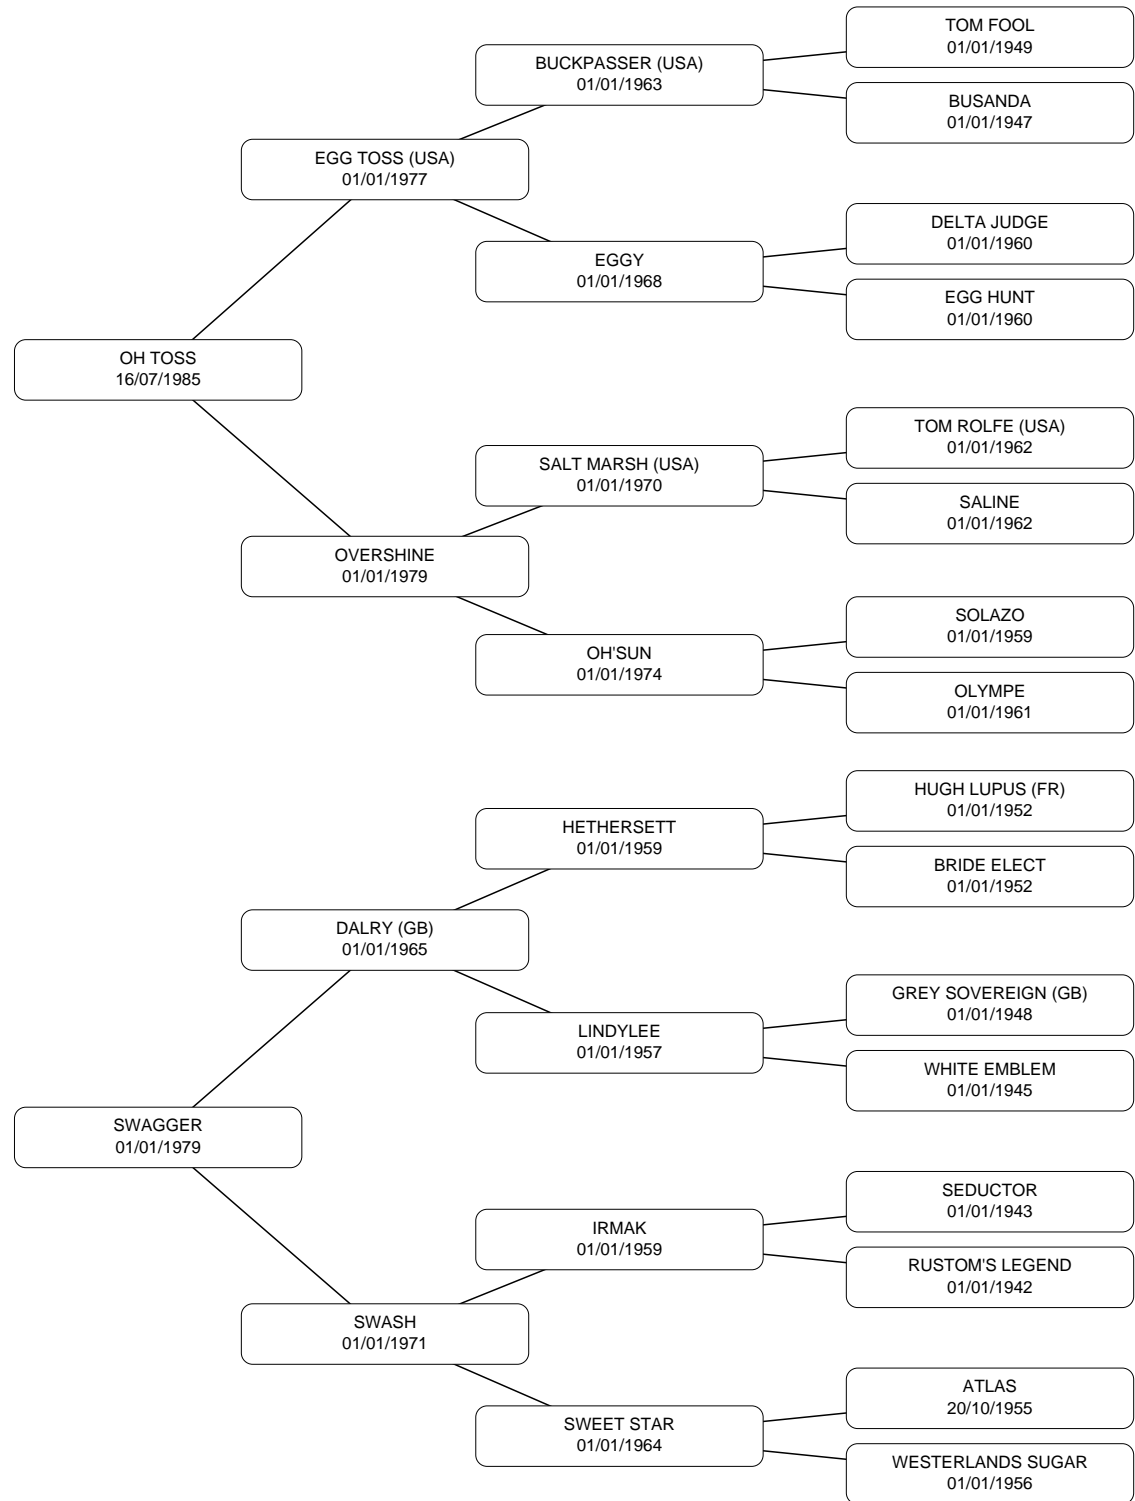 TOM FOOL
01/01/1949
BUCKPASSER (USA)
01/01/1963
BUSANDA
01/01/1947
EGG TOSS (USA)
01/01/1977
DELTA JUDGE
01/01/1960
EGGY
01/01/1968
EGG HUNT
01/01/1960
OH TOSS
16/07/1985
TOM ROLFE (USA)
01/01/1962
SALT MARSH (USA)
01/01/1970
SALINE
01/01/1962
OVERSHINE
01/01/1979
SOLAZO
01/01/1959
OH'SUN
01/01/1974
OLYMPE
01/01/1961
HUGH LUPUS (FR)
01/01/1952
HETHERSETT
01/01/1959
BRIDE ELECT
01/01/1952
DALRY (GB)
01/01/1965
GREY SOVEREIGN (GB)
01/01/1948
LINDYLEE
01/01/1957
WHITE EMBLEM
01/01/1945
SWAGGER
01/01/1979
SEDUCTOR
01/01/1943
IRMAK
01/01/1959
RUSTOM'S LEGEND
01/01/1942
SWASH
01/01/1971
ATLAS
20/10/1955
SWEET STAR
01/01/1964
WESTERLANDS SUGAR
01/01/1956